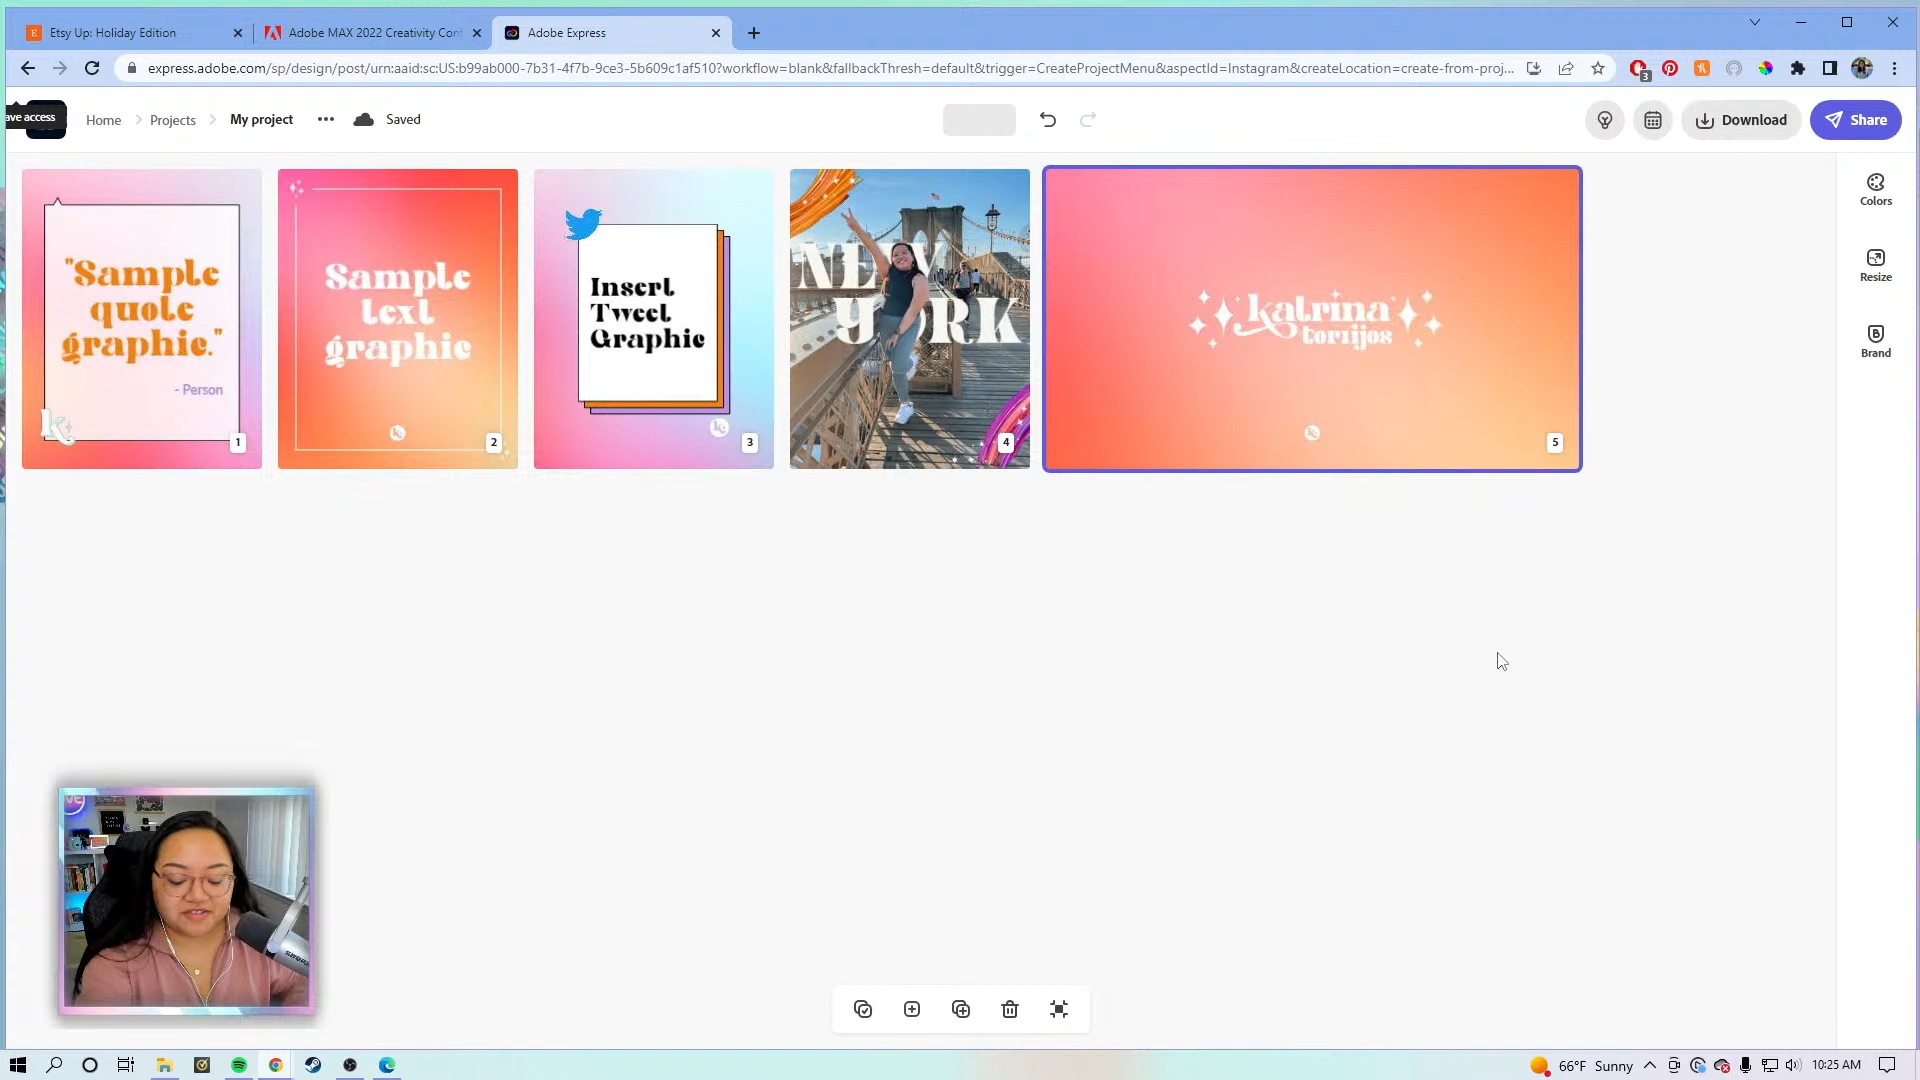 Etsy Up: Holiday Edition
Adobe MAX 2022 Creativity Conf
Adobe Express
express.adobe.com/sp/design/post/urn:aaid:sc:US:b99ab000-7b31-4f7b-9ce3-5b609c1af510?workflow=blank&fallbackThresh=default&trigger=CreateProjectMenu&aspectId=Instagram&createLocation=create-from-proj...
3
ave access
Home
Projects
My project
Saved
Download
Share
"Sample
quote
graphic."
- Person
k
1
Sample
text
graphic
2
Insert
Tweet
Graphic
3
NEW
YORK
4
katrina
torrijos
5
Colors
Resize
Brand
66°F Sunny
10:25 AM